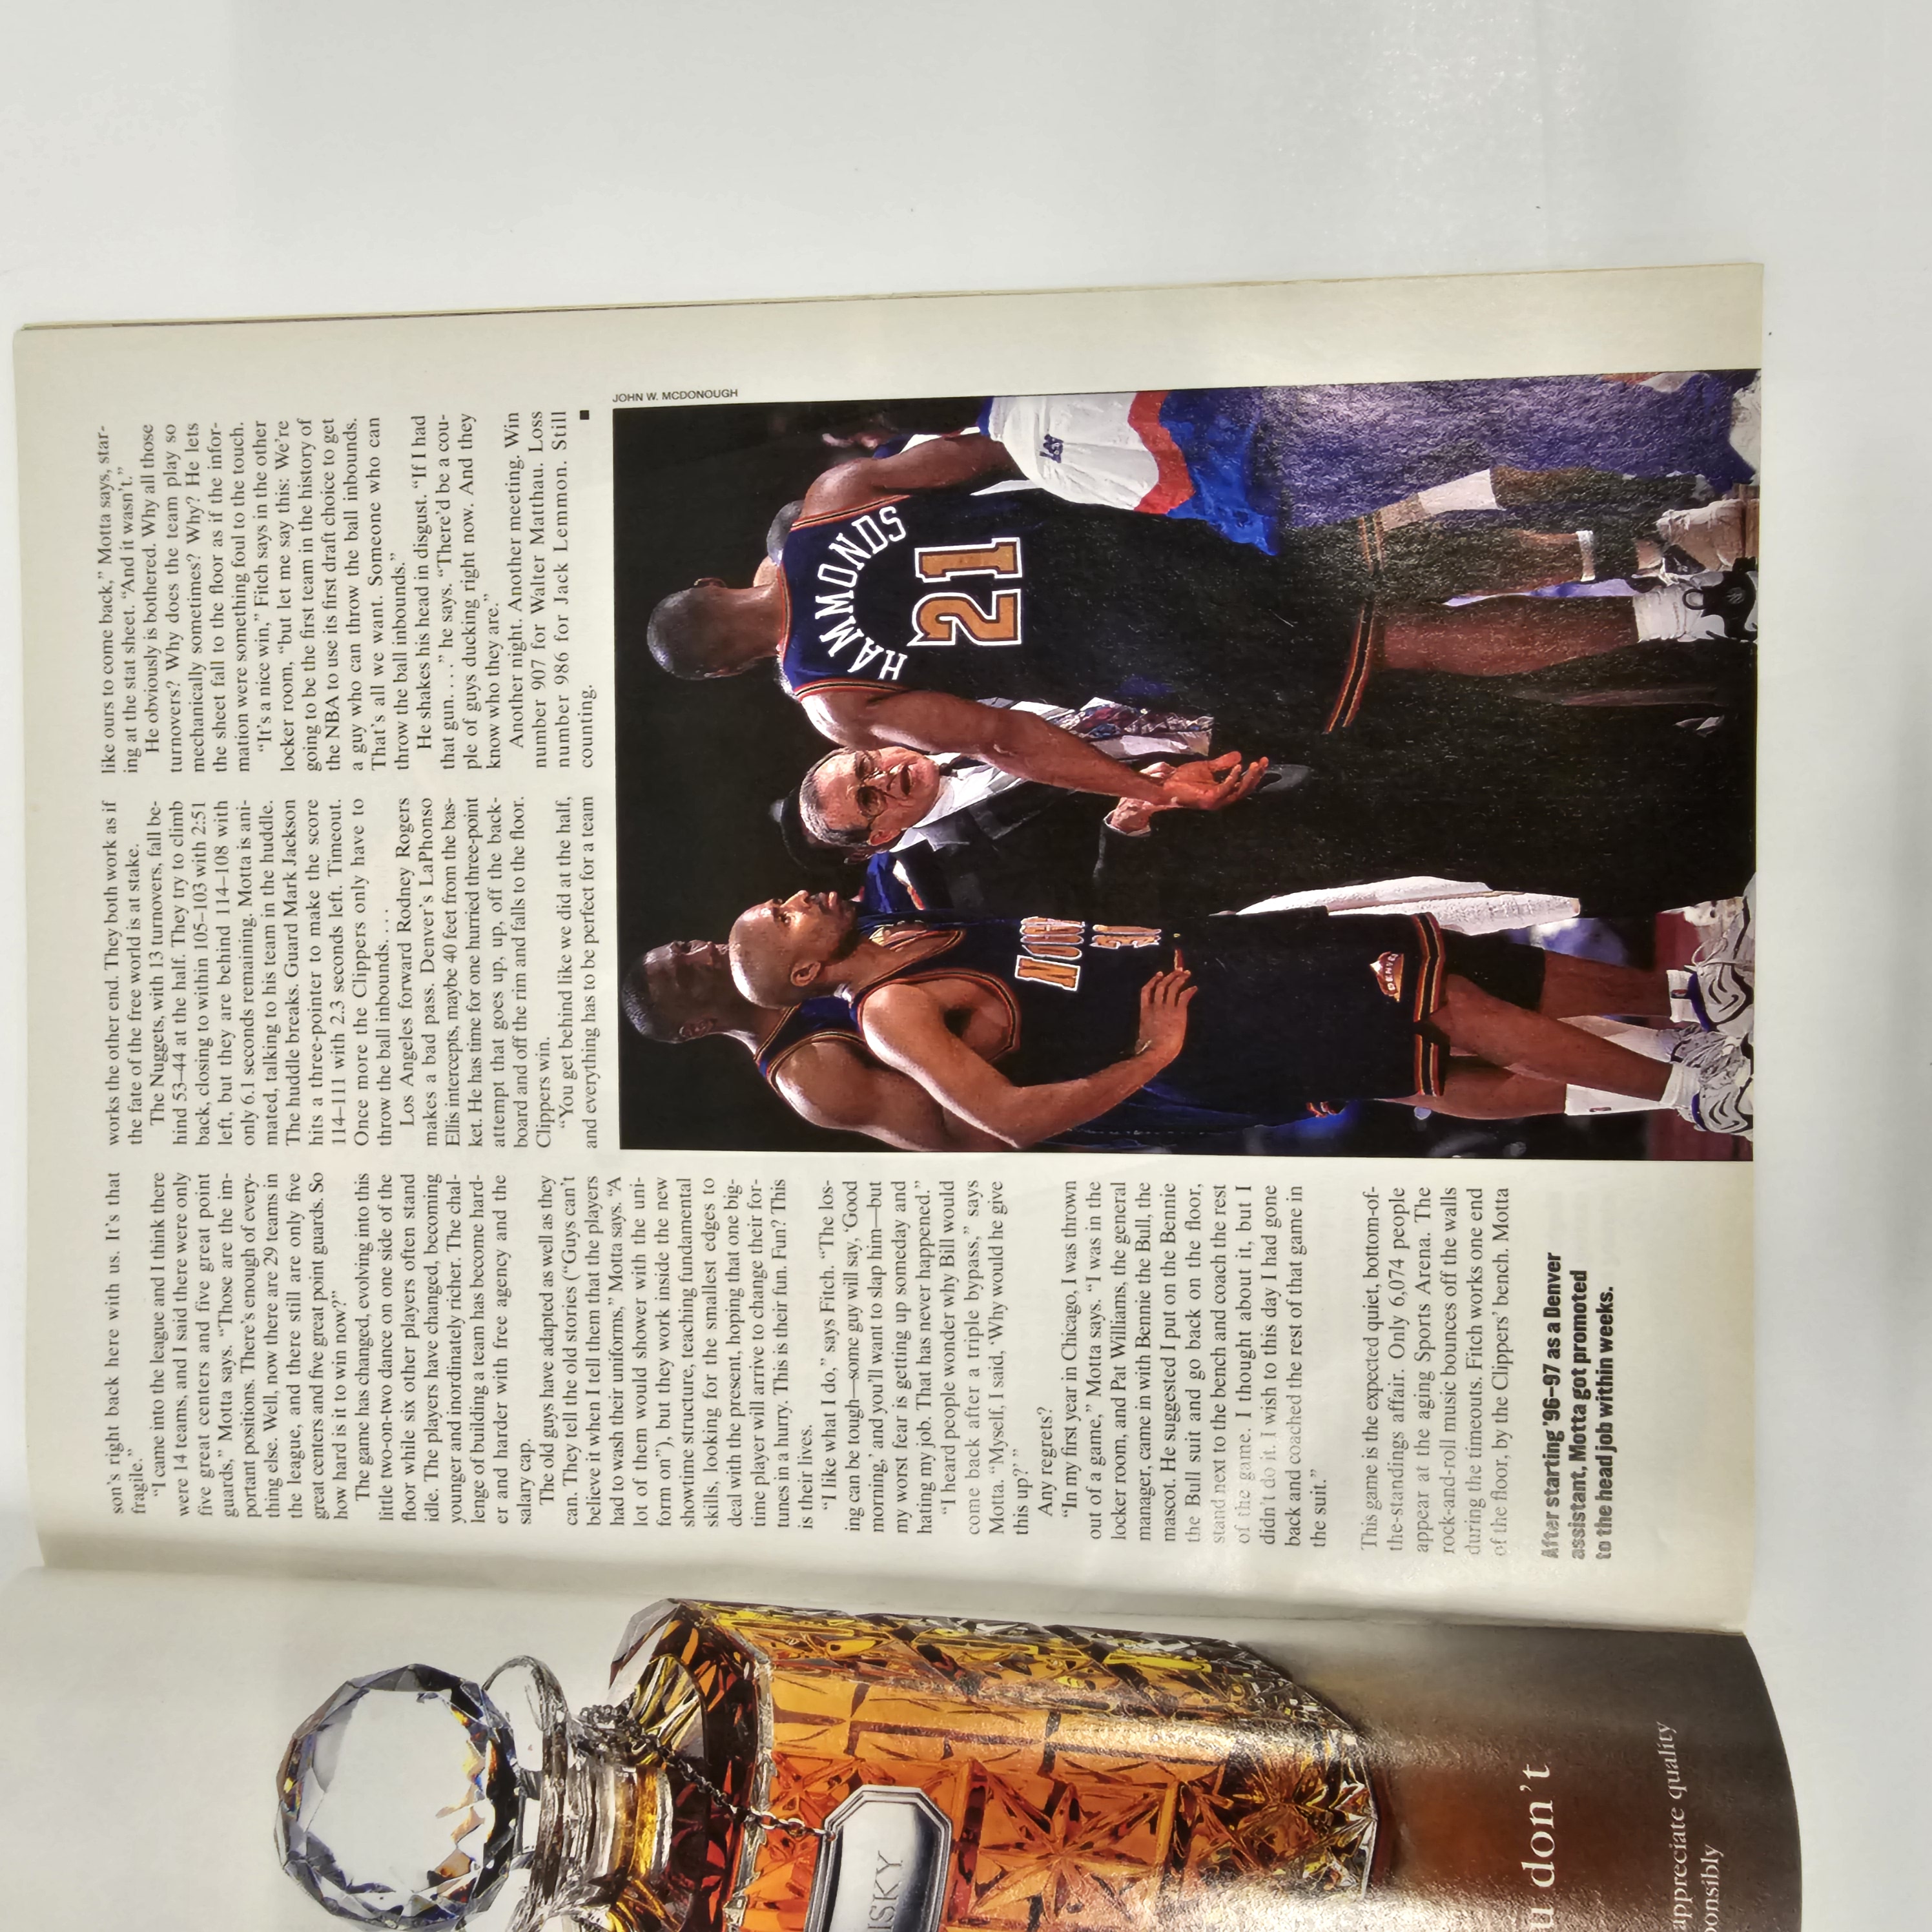 ISKY
u don't
appreciate quality
ponsibly
son's right back here with us. It's that
fragile."
"I came into the league and I think there
were 14 teams, and I said there were only
five great centers and five great point
guards," Motta says. "Those are the im-
portant positions. There's enough of every-
thing else. Well, now there are 29 teams in
the league, and there still are only five
great centers and five great point guards. So
how hard is it to win now?"
The game has changed, evolving into this
little two-on-two dance on one side of the
floor while six other players often stand
idle. The players have changed, becoming
younger and inordinately richer. The chal-
lenge of building a team has become hard-
er and harder with free agency and the
salary cap.
The old guys have adapted as well as they
can. They tell the old stories ("Guys can't
believe it when I tell them that the players
had to wash their uniforms," Motta says. "A
lot of them would shower with the uni-
form on"), but they work inside the new
showtime structure, teaching fundamental
skills, looking for the smallest edges to
deal with the present, hoping that one big-
time player will arrive to change their for-
tunes in a hurry. This is their fun. Fun? This
is their lives.
"I like what I do," says Fitch. "The los-
ing can be tough—some guy will say, 'Good
morning,' and you'll want to slap him—but
my worst fear is getting up someday and
hating my job. That has never happened."
"I heard people wonder why Bill would
come back after a triple bypass," says
Motta. "Myself, I said, 'Why would he give
this up?' "
Any regrets?
"In my first year in Chicago, I was thrown
out of a game," Motta says. "I was in the
locker room, and Pat Williams, the general
manager, came in with Bennie the Bull, the
mascot. He suggested I put on the Bennie
the Bull suit and go back on the floor,
stand next to the bench and coach the rest
of the game. I thought about it, but I
didn't do it. I wish to this day I had gone
back and coached the rest of that game in
the suit."
This game is the expected quiet, bottom-of-
the-standings affair. Only 6,074 people
appear at the aging Sports Arena. The
rock-and-roll music bounces off the walls
during the timeouts. Fitch works one end
of the floor, by the Clippers' bench. Motta
After starting '96–97 as a Denver
assistant, Motta got promoted
to the head job within weeks.
works the other end. They both work as if
the fate of the free world is at stake.
The Nuggets, with 13 turnovers, fall be-
hind 53–44 at the half. They try to climb
back, closing to within 105–103 with 2:51
left, but they are behind 114–108 with
only 6.1 seconds remaining. Motta is ani-
mated, talking to his team in the huddle.
The huddle breaks. Guard Mark Jackson
hits a three-pointer to make the score
114–111 with 2.3 seconds left. Timeout.
Once more the Clippers only have to
throw the ball inbounds. . . .
Los Angeles forward Rodney Rogers
makes a bad pass. Denver's LaPhonso
Ellis intercepts, maybe 40 feet from the bas-
ket. He has time for one hurried three-point
attempt that goes up, up, off the back-
board and off the rim and falls to the floor.
Clippers win.
"You get behind like we did at the half,
and everything has to be perfect for a team
like ours to come back," Motta says, star-
ing at the stat sheet. "And it wasn't."
He obviously is bothered. Why all those
turnovers? Why does the team play so
mechanically sometimes? Why? He lets
the sheet fall to the floor as if the infor-
mation were something foul to the touch.
"It's a nice win," Fitch says in the other
locker room, "but let me say this: We're
going to be the first team in the history of
the NBA to use its first draft choice to get
a guy who can throw the ball inbounds.
That's all we want. Someone who can
throw the ball inbounds."
He shakes his head in disgust. "If I had
that gun. . . ." he says. "There'd be a cou-
ple of guys ducking right now. And they
know who they are."
Another night. Another meeting. Win
number 907 for Walter Matthau. Loss
number 986 for Jack Lemmon. Still
counting.
JOHN W. MCDONOUGH
HAMMONDS
21
NUGG
DENVE